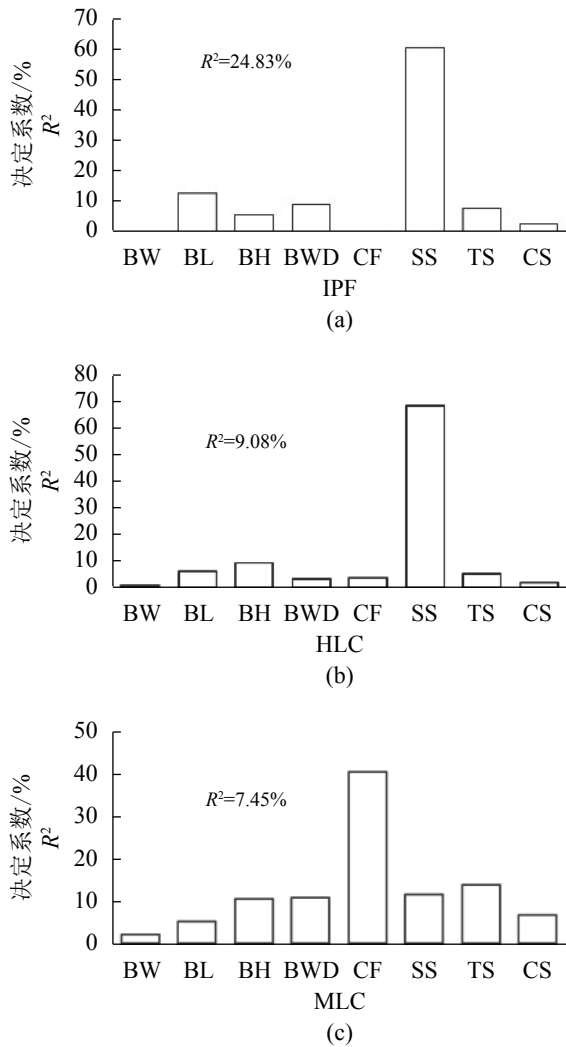 70
60
50
40
30
20
10
0
决定系数/%
R²
R²=24.83%
BW BL BH BWD CF SS TS CS
IPF
(a)
80
70
60
50
40
30
20
10
0
决定系数/%
R²
R²=9.08%
BW BL BH BWD CF SS TS CS
HLC
(b)
50
40
30
20
10
0
决定系数/%
R²
R²=7.45%
BW BL BH BWD CF SS TS CS
MLC
(c)